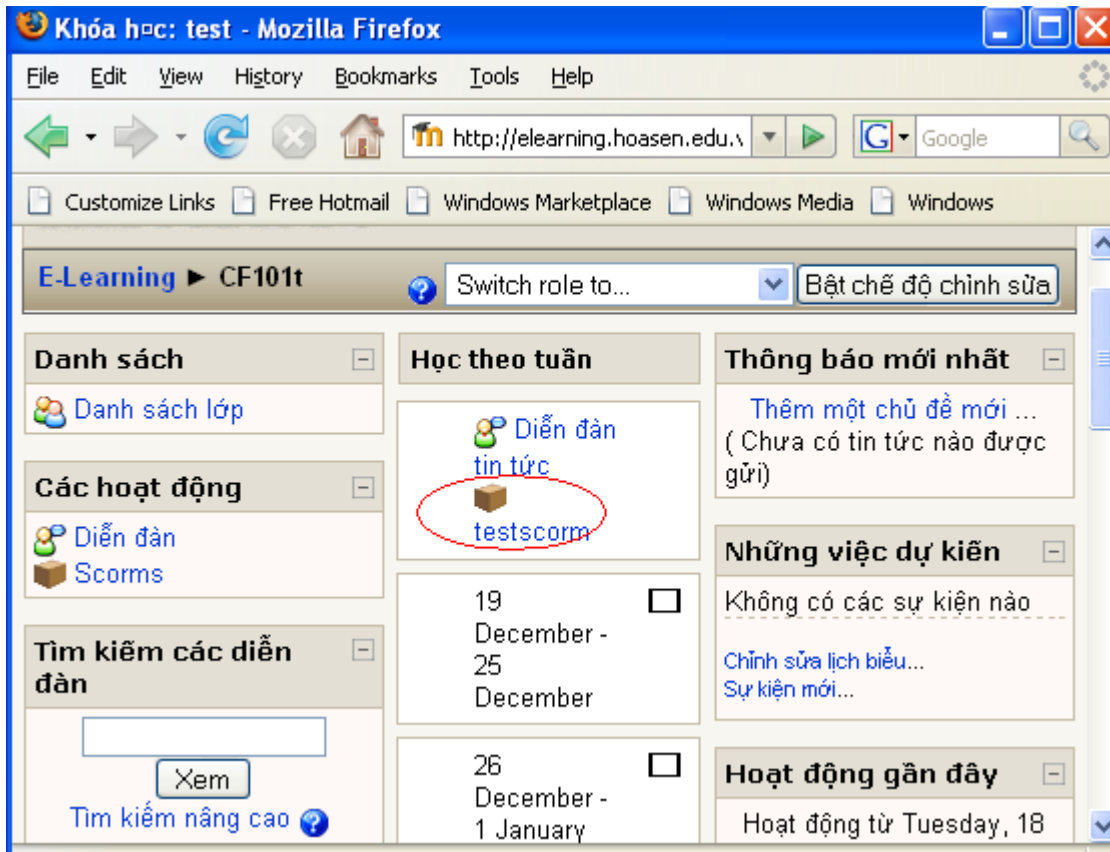 Khóa h¤c: test - Mozilla Firefox
File Edit View History Bookmarks Tools Help
http://elearning.hoasen.edu.v
G Google
Customize Links Free Hotmail Windows Marketplace Windows Media Windows
E-Learning ► CF101t
Switch role to...
Bật chế độ chỉnh sửa
Danh sách
Danh sách lớp
Các hoạt động
Diễn đàn
Scorms
Tìm kiếm các diễn
đàn
Xem
Tìm kiếm nâng cao
Học theo tuần
Diễn đàn
tin tức
testscorm
19
December -
25
December
26
December -
1 January
Thông báo mới nhất
Thêm một chủ đề mới ...
( Chưa có tin tức nào được
gửi)
Những việc dự kiến
Không có các sự kiện nào
Chỉnh sửa lịch biểu...
Sự kiện mới...
Hoạt động gần đây
Hoạt động từ Tuesday, 18